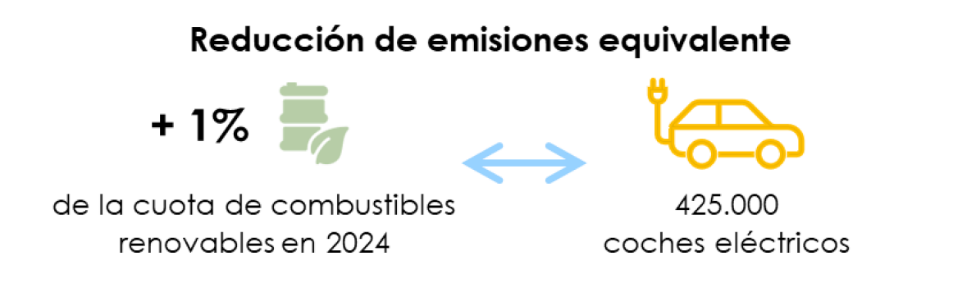 Reducción de emisiones equivalente
+ 1%
de la cuota de combustibles
renovables en 2024
425.000
coches eléctricos